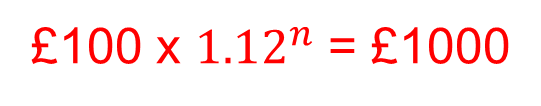 £100 x 1.12ⁿ = £1000